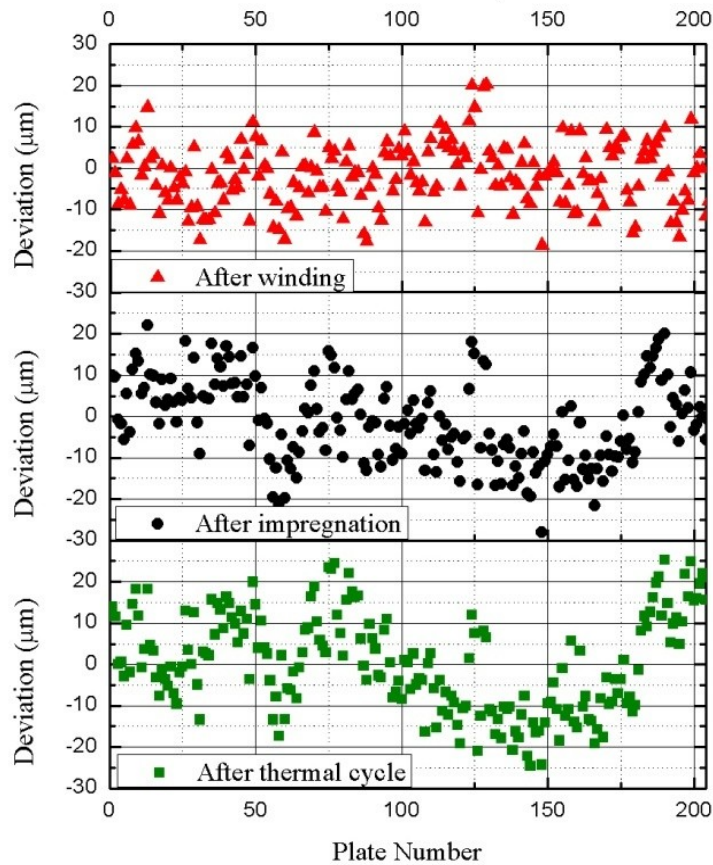 0 50 100 150 200
30
20
10
0
-10
-20
-30
Deviation (μm)
After winding
20
10
0
-10
-20
-30
Deviation (μm)
After impregnation
20
10
0
-10
-20
-30
Deviation (μm)
After thermal cycle
0 50 100 150 200
Plate Number